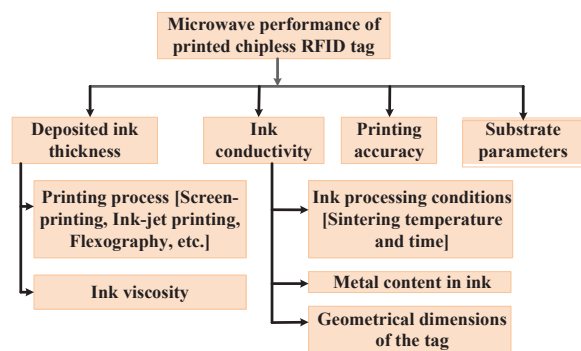 Microwave performance of
printed chipless RFID tag
Deposited ink
thickness
Ink
conductivity
Printing
accuracy
Substrate
parameters
Printing process [Screen-
printing, Ink-jet printing,
Flexography, etc.]
Ink viscosity
Ink processing conditions
[Sintering temperature
and time]
Metal content in ink
Geometrical dimensions
of the tag